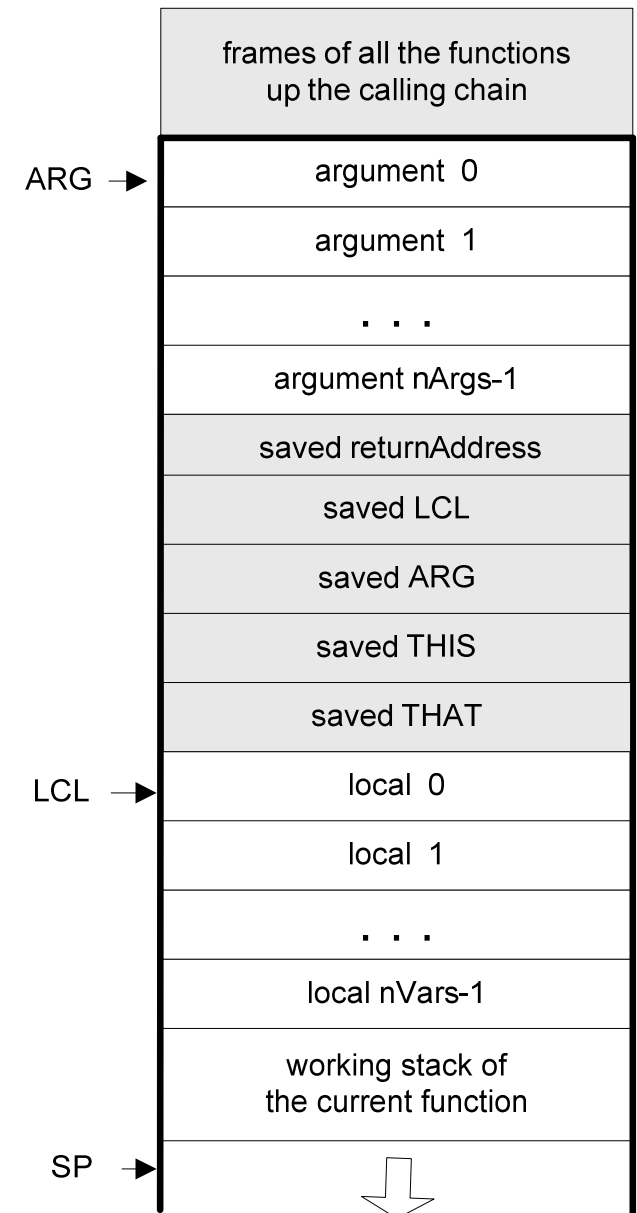 frames of all the functions
up the calling chain
ARG
argument 0
argument 1
. . .
argument nArgs-1
saved returnAddress
saved LCL
saved ARG
saved THIS
saved THAT
LCL
local 0
local 1
. . .
local nVars-1
working stack of
the current function
SP